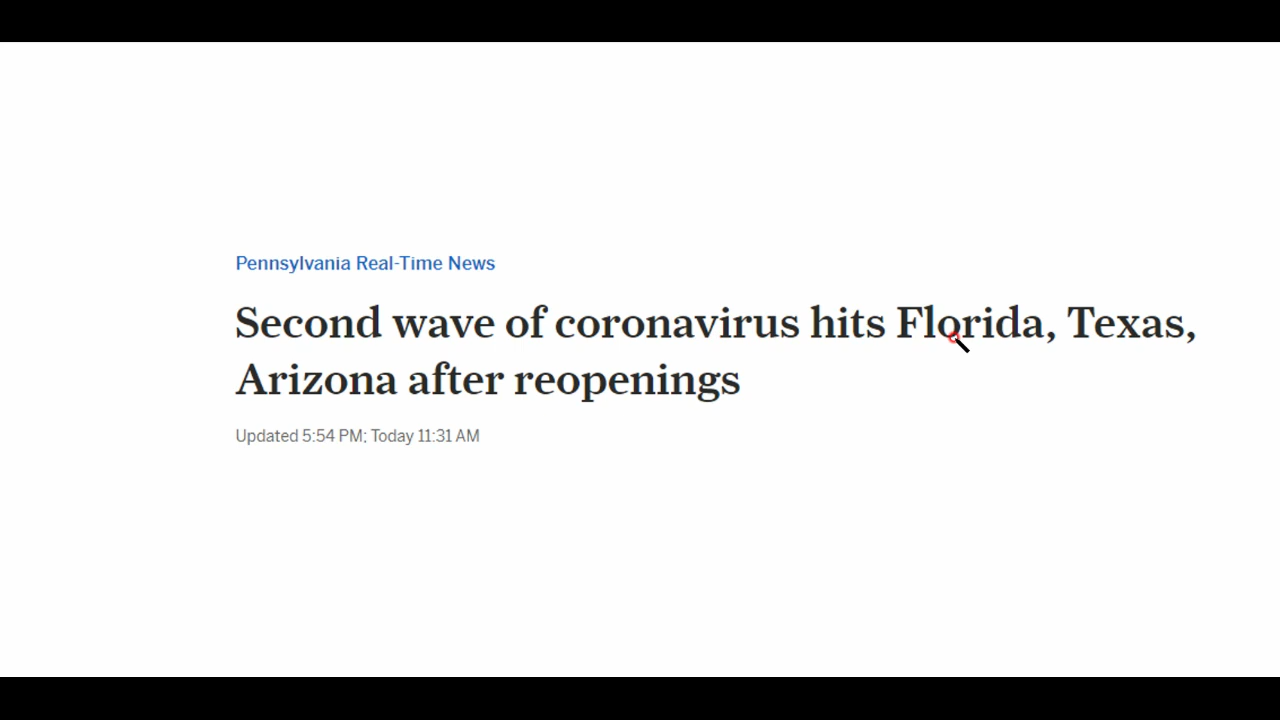 Pennsylvania Real-Time News
Second wave of coronavirus hits Florida, Texas,
Arizona after reopenings
Updated 5:54 PM; Today 11:31 AM